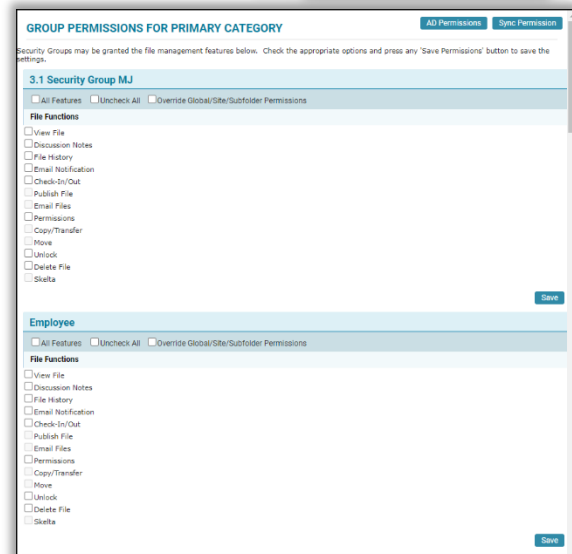 GROUP PERMISSIONS FOR PRIMARY CATEGORY
AD Permissions
Sync Permission
Security Groups may be granted the file management features below. Check the appropriate options and press any 'Save Permissions' button to save the
settings.
3.1 Security Group MJ
All Features Uncheck All Override Global/Site/Subfolder Permissions
File Functions
View File
Discussion Notes
File History
Email Notification
Check-In/Out
Publish File
Email Files
Permissions
Copy/Transfer
Move
Unlock
Delete File
Skelta
Save
Employee
All Features Uncheck All Override Global/Site/Subfolder Permissions
File Functions
View File
Discussion Notes
File History
Email Notification
Check-In/Out
Publish File
Email Files
Permissions
Copy/Transfer
Move
Unlock
Delete File
Skelta
Save